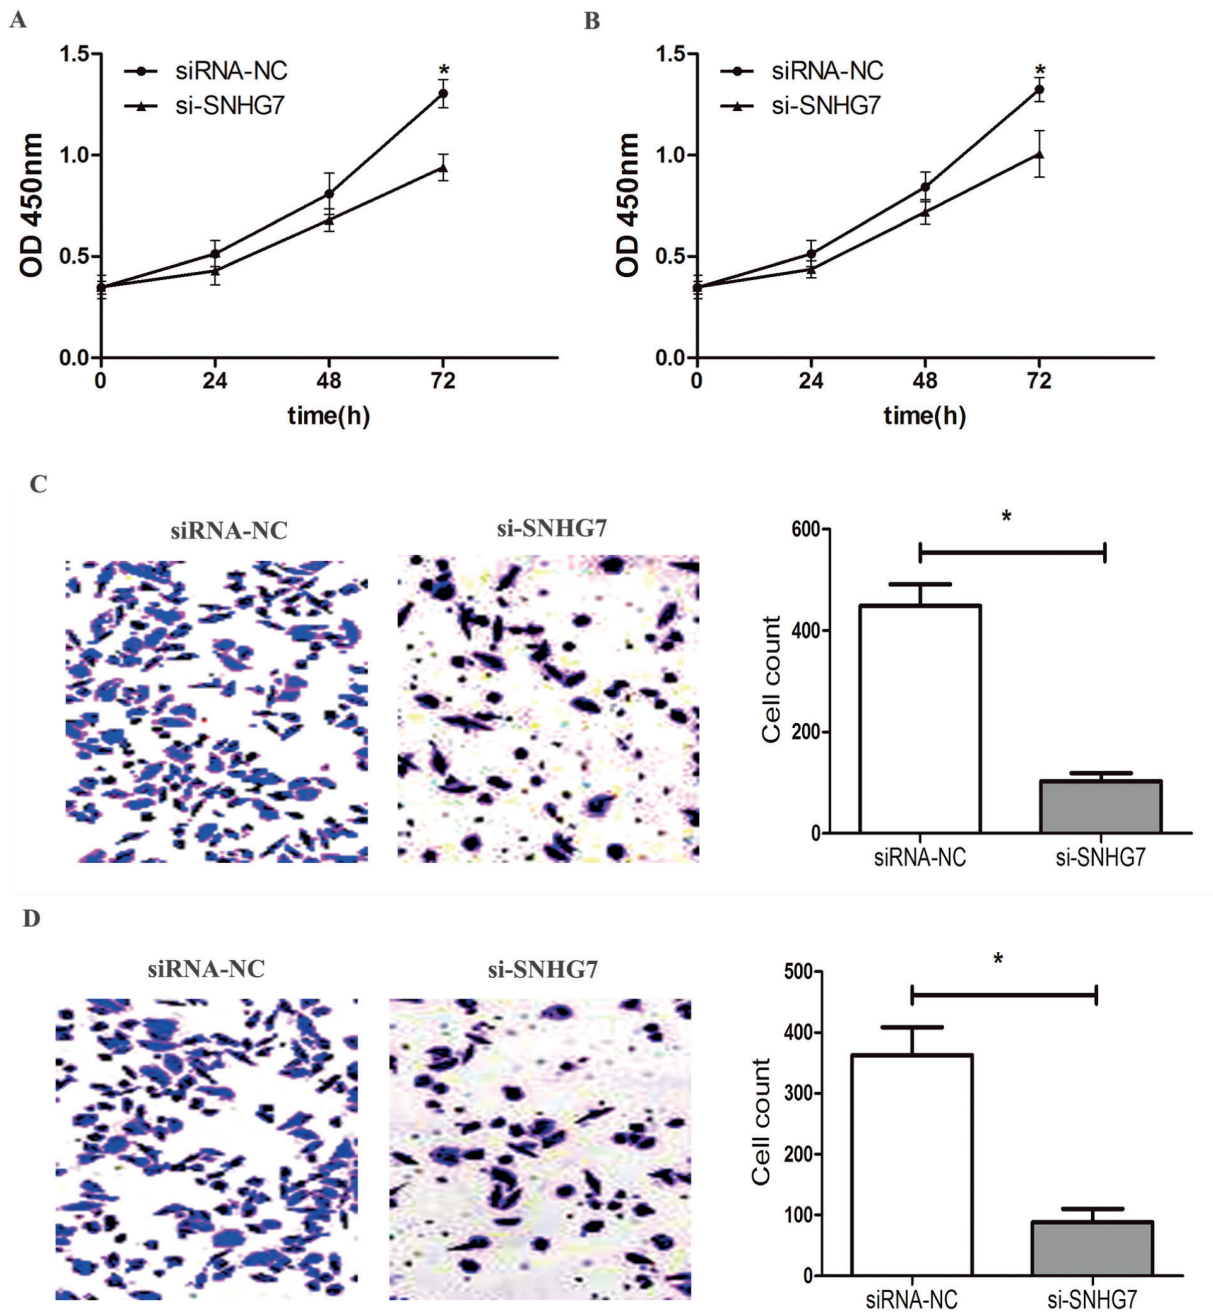 A
1.5
1.0
0.5
0.0
OD 450nm
siRNA-NC
si-SNHG7
*
0 24 48 72
time(h)
B
1.5
1.0
0.5
0.0
OD 450nm
siRNA-NC
si-SNHG7
*
0 24 48 72
time(h)
C
siRNA-NC
si-SNHG7
600
400
200
0
Cell count
*
siRNA-NC si-SNHG7
D
siRNA-NC
si-SNHG7
500
400
300
200
100
0
Cell count
*
siRNA-NC si-SNHG7